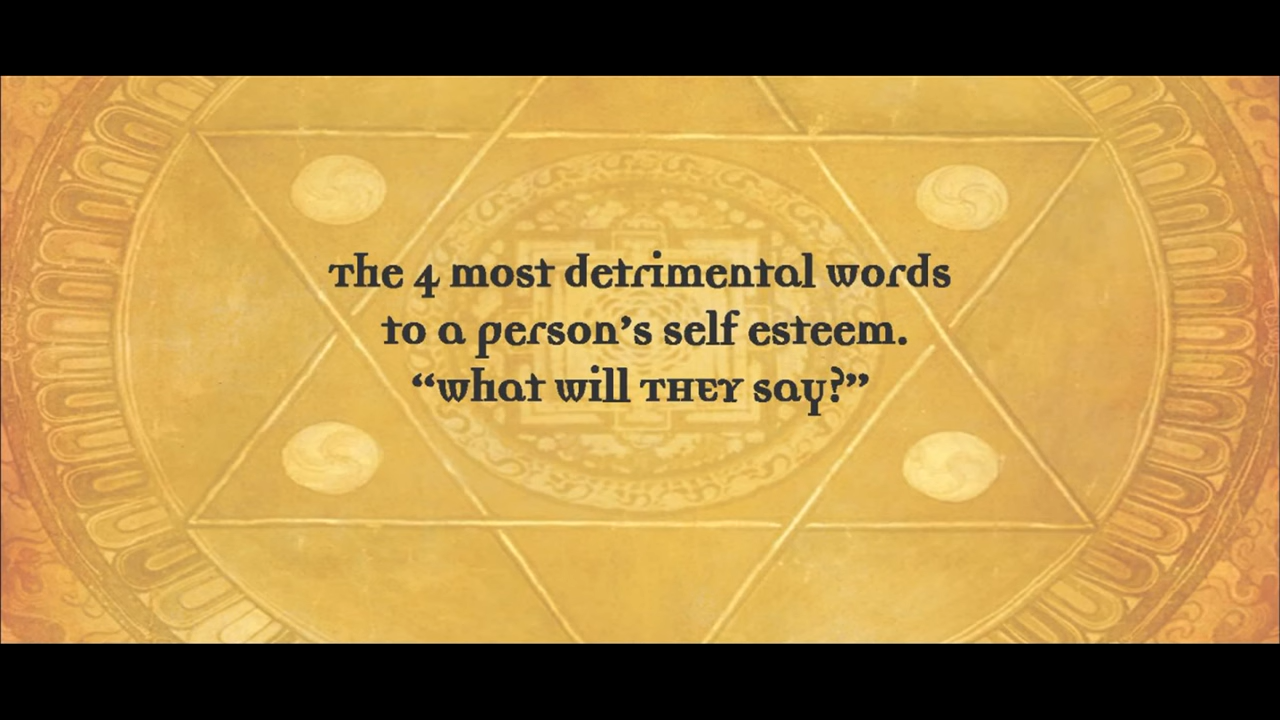 The 4 most detrimental words
to a person's self esteem.
“what will THEY say?”